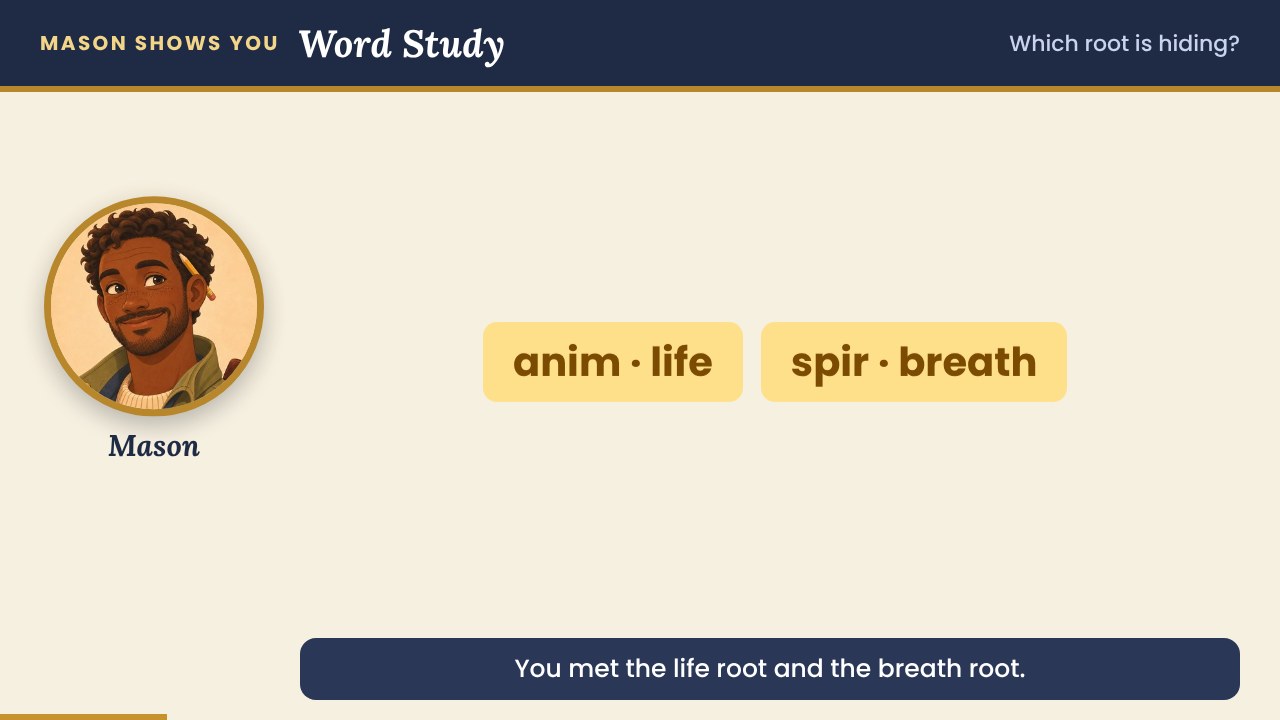 MASON SHOWS YOU Word Study
Which root is hiding?
anim · life
spir · breath
Mason
You met the life root and the breath root.